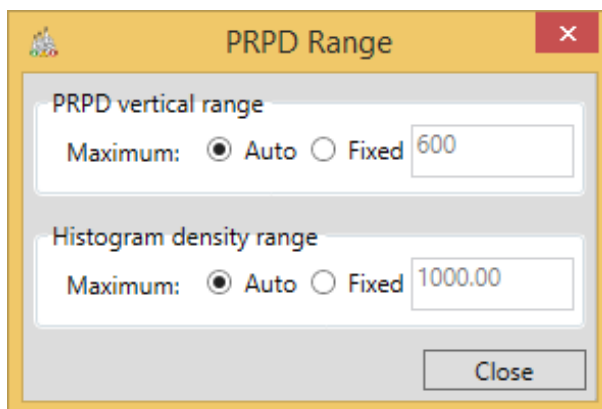 PRPD Range
PRPD vertical range
Maximum: Auto Fixed 600
Histogram density range
Maximum: Auto Fixed 1000.00
Close